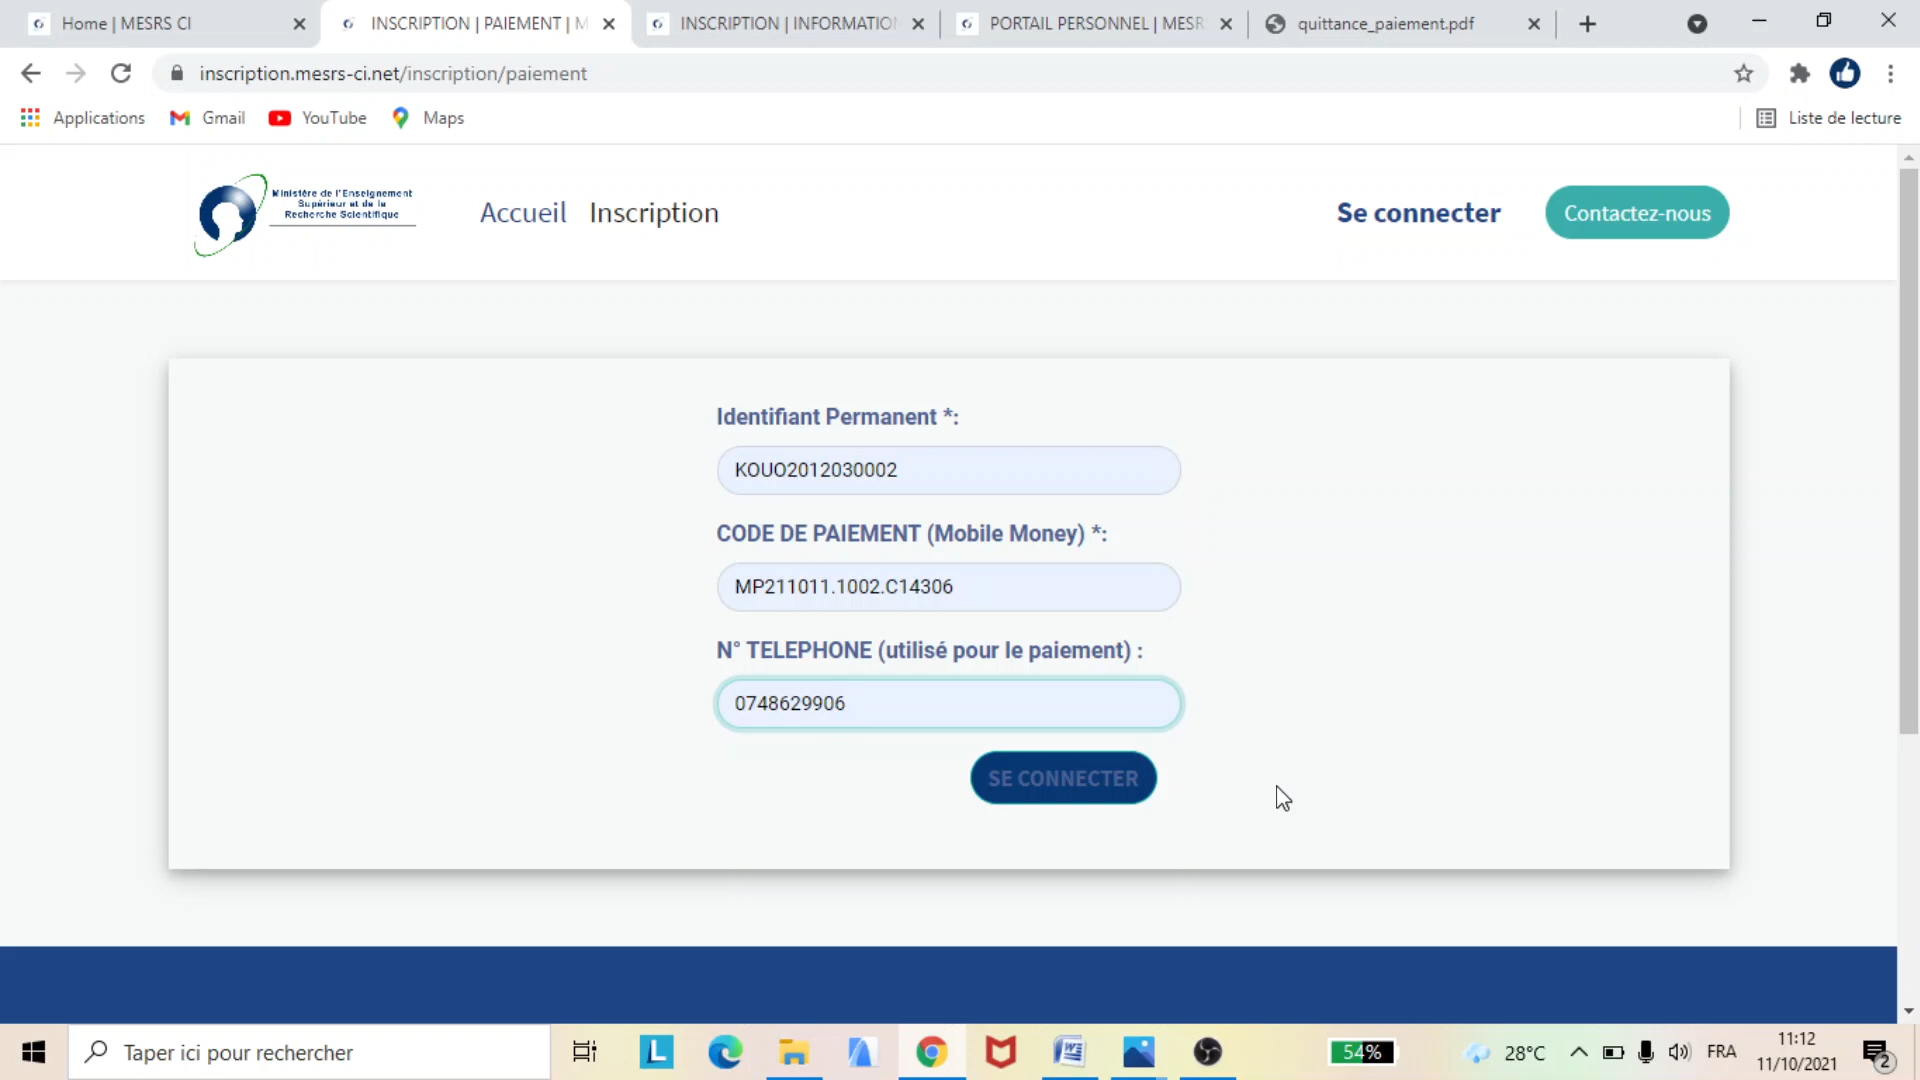 Home | MESRS CI
INSCRIPTION | PAIEMENT | M
INSCRIPTION | INFORMATION
PORTAIL PERSONNEL | MESR
quittance_paiement.pdf
inscription.mesrs-ci.net/inscription/paiement
Applications
Gmail
YouTube
Maps
Liste de lecture
Ministère de l'Enseignement
Supérieur et de la
Recherche Scientifique
Accueil
Inscription
Se connecter
Contactez-nous
Identifiant Permanent *:
KOUO2012030002
CODE DE PAIEMENT (Mobile Money) *:
MP211011.1002.C14306
N° TELEPHONE (utilisé pour le paiement) :
0748629906
SE CONNECTER
Taper ici pour rechercher
54%
28°C
FRA
11:12
11/10/2021
2